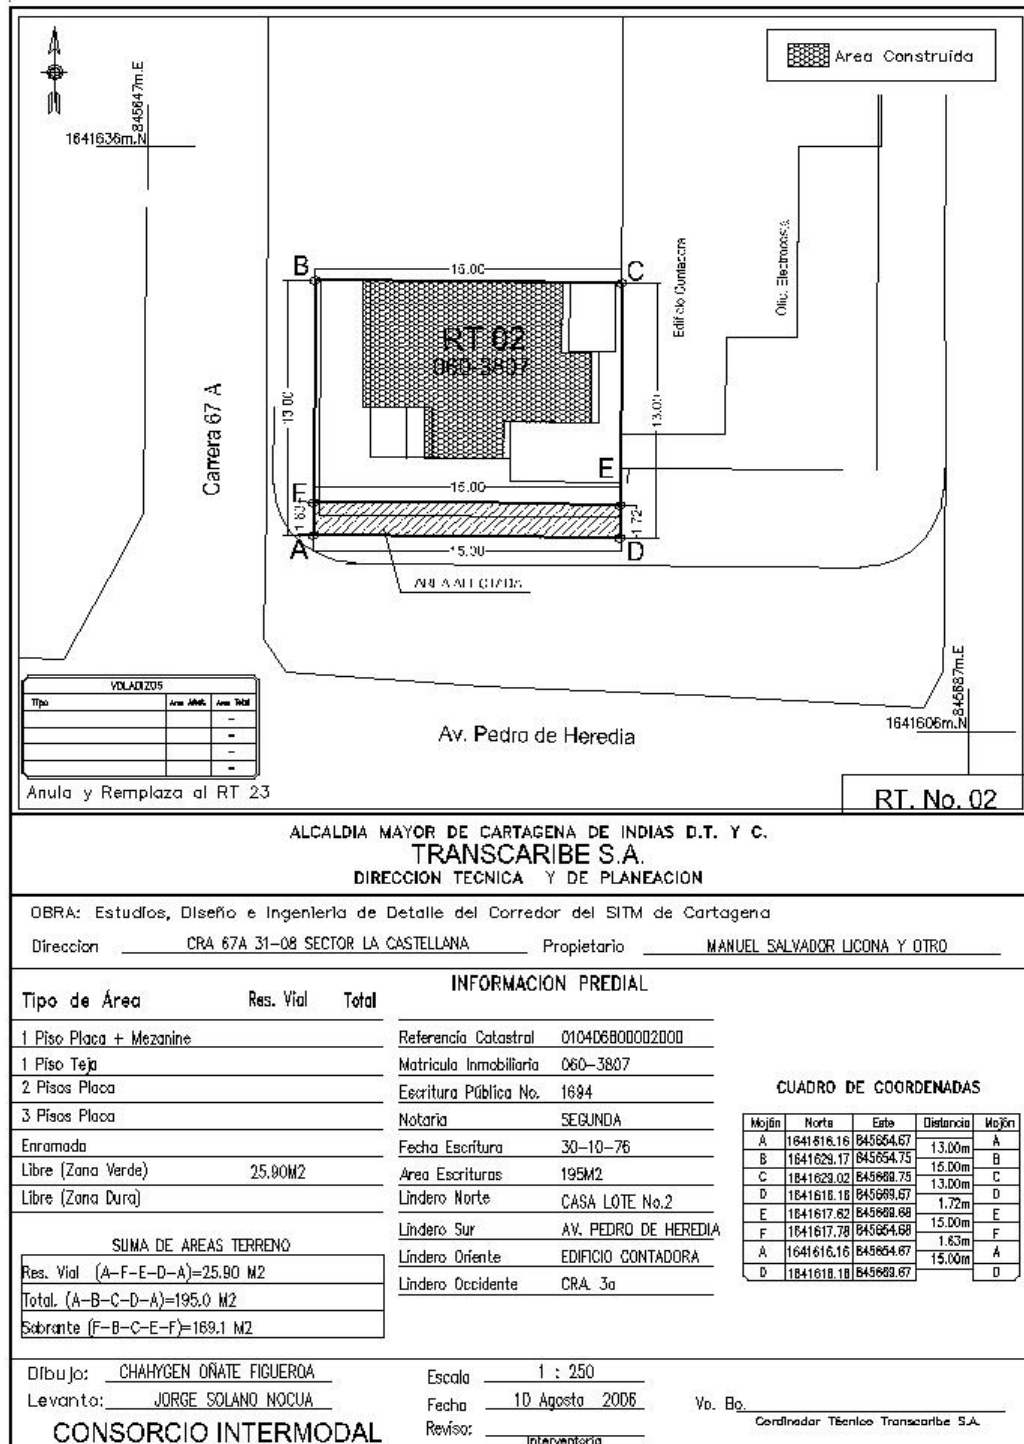 Area Construída
845647m.E
1641636m.N
B
15.00
C
Edificio Contadora
Ofic. Electrocosta
RT 02
060-3807
13.00
13.00
Carrera 67 A
E
15.00
F
1.63
1.72
A
15.00
D
AREA AFECTADA
VOLADIZOS
Tipo Area Afect. Area Total
-
-
-
-
Anula y Remplaza al RT 23
Av. Pedro de Heredia
845687m.E
1641606m.N
RT. No. 02
ALCALDIA MAYOR DE CARTAGENA DE INDIAS D.T. Y C.
TRANSCARIBE S.A.
DIRECCION TECNICA Y DE PLANEACION
OBRA: Estudios, Diseño e Ingenieria de Detalle del Corredor del SITM de Cartagena
Direccion CRA 67A 31-08 SECTOR LA CASTELLANA Propietario MANUEL SALVADOR LICONA Y OTRO
INFORMACION PREDIAL
Tipo de Área Res. Vial Total
1 Piso Placa + Mezanine
1 Piso Teja
2 Pisos Placa
3 Pisos Placa
Enramada
Libre (Zona Verde) 25.90M2
Libre (Zona Dura)
SUMA DE AREAS TERRENO
Res. Vial (A-F-E-D-A)=25.90 M2
Total. (A-B-C-D-A)=195.0 M2
Sobrante (F-B-C-E-F)=169.1 M2
Referencia Catastral 010406800002000
Matricula Inmobiliaria 060-3807
Escritura Pública No. 1694
Notaria SEGUNDA
Fecha Escritura 30-10-76
Area Escrituras 195M2
Lindero Norte CASA LOTE No.2
Lindero Sur AV. PEDRO DE HEREDIA
Lindero Oriente EDIFICIO CONTADORA
Lindero Occidente CRA. 3a
CUADRO DE COORDENADAS
Mojón Norte Este Distancia Mojón
A 1641616.16 845654.67 13.00m A
B 1641629.17 845654.75 15.00m B
C 1641629.02 845669.75 13.00m C
D 1641616.16 845669.67 1.72m D
E 1641617.62 845669.68 15.00m E
F 1641617.78 845654.68 1.63m F
A 1641616.16 845654.67 15.00m A
D 1641616.16 845669.67 D
Dibujo: CHAHYGEN OÑATE FIGUEROA
Levanto: JORGE SOLANO NOCUA
CONSORCIO INTERMODAL
Escala 1 : 250
Fecha 10 Agosto 2006
Reviso:
Interventoria
Vo. Bo.
Cordinador Técnico Transcaribe S.A.